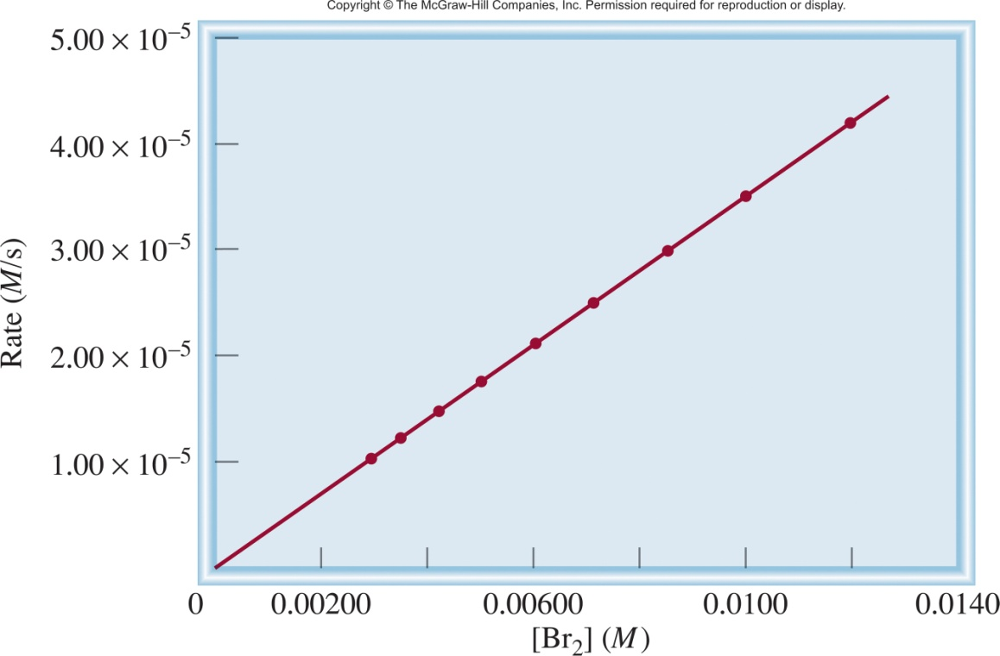 Copyright © The McGraw-Hill Companies, Inc. Permission required for reproduction or display.
5.00 × 10⁻⁵
4.00 × 10⁻⁵
3.00 × 10⁻⁵
2.00 × 10⁻⁵
1.00 × 10⁻⁵
Rate (M/s)
0 0.00200 0.00600 0.0100 0.0140
[Br₂] (M)